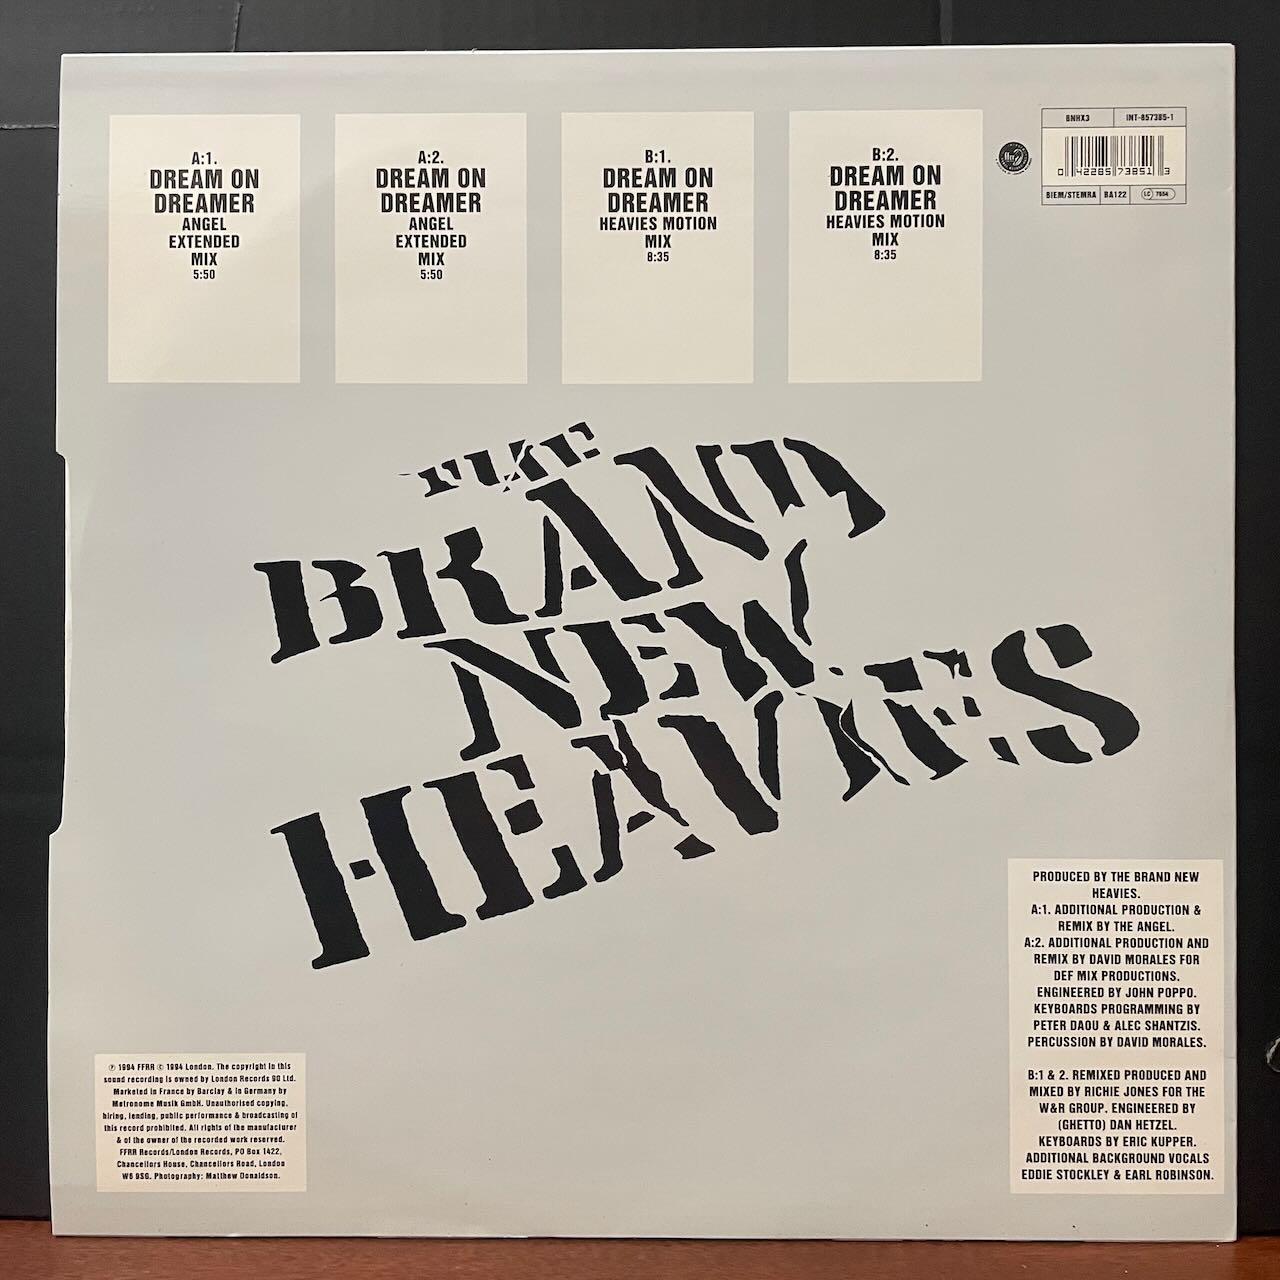 A:1.
DREAM ON
DREAMER
ANGEL
EXTENDED
MIX
5:50
A:2.
DREAM ON
DREAMER
ANGEL
EXTENDED
MIX
5:50
B:1.
DREAM ON
DREAMER
HEAVIES MOTION
MIX
8:35
B:2.
DREAM ON
DREAMER
HEAVIES MOTION
MIX
8:35
BNHX3 INT-857385-1
0 42285 73851 3
BIEM/STEMRA BA122 LC 7654
THE
BRAND
NEW
HEAVIES
PRODUCED BY THE BRAND NEW
HEAVIES.
A:1. ADDITIONAL PRODUCTION &
REMIX BY THE ANGEL.
A:2. ADDITIONAL PRODUCTION AND
REMIX BY DAVID MORALES FOR
DEF MIX PRODUCTIONS.
ENGINEERED BY JOHN POPPO.
KEYBOARDS PROGRAMMING BY
PETER DAOU & ALEC SHANTZIS.
PERCUSSION BY DAVID MORALES.
B:1 & 2. REMIXED PRODUCED AND
MIXED BY RICHIE JONES FOR THE
W&R GROUP. ENGINEERED BY
(GHETTO) DAN HETZEL.
KEYBOARDS BY ERIC KUPPER.
ADDITIONAL BACKGROUND VOCALS
EDDIE STOCKLEY & EARL ROBINSON.
℗ 1994 FFRR © 1994 London. The copyright in this
sound recording is owned by London Records 90 Ltd.
Marketed in France by Barclay & in Germany by
Metronome Musik GmbH. Unauthorised copying,
hiring, lending, public performance & broadcasting of
this record prohibited. All rights of the manufacturer
& of the owner of the recorded work reserved.
FFRR Records/London Records, PO Box 1422,
Chancellors House, Chancellors Road, London
W6 9SG. Photography: Matthew Donaldson.